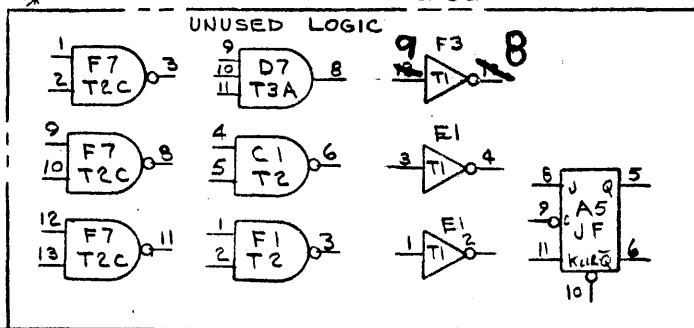 UNUSED LOGIC
1
2
F7
T2C
3
9
10
11
D7
T3A
8
9
F3
T1
8
9
10
F7
T2C
8
4
5
C1
T2
6
3
E1
T1
4
12
13
F7
T2C
11
1
2
F1
T2
3
1
E1
T1
2
8
J Q
5
9
C
A5
JF
11
K CLR Q̅
6
10